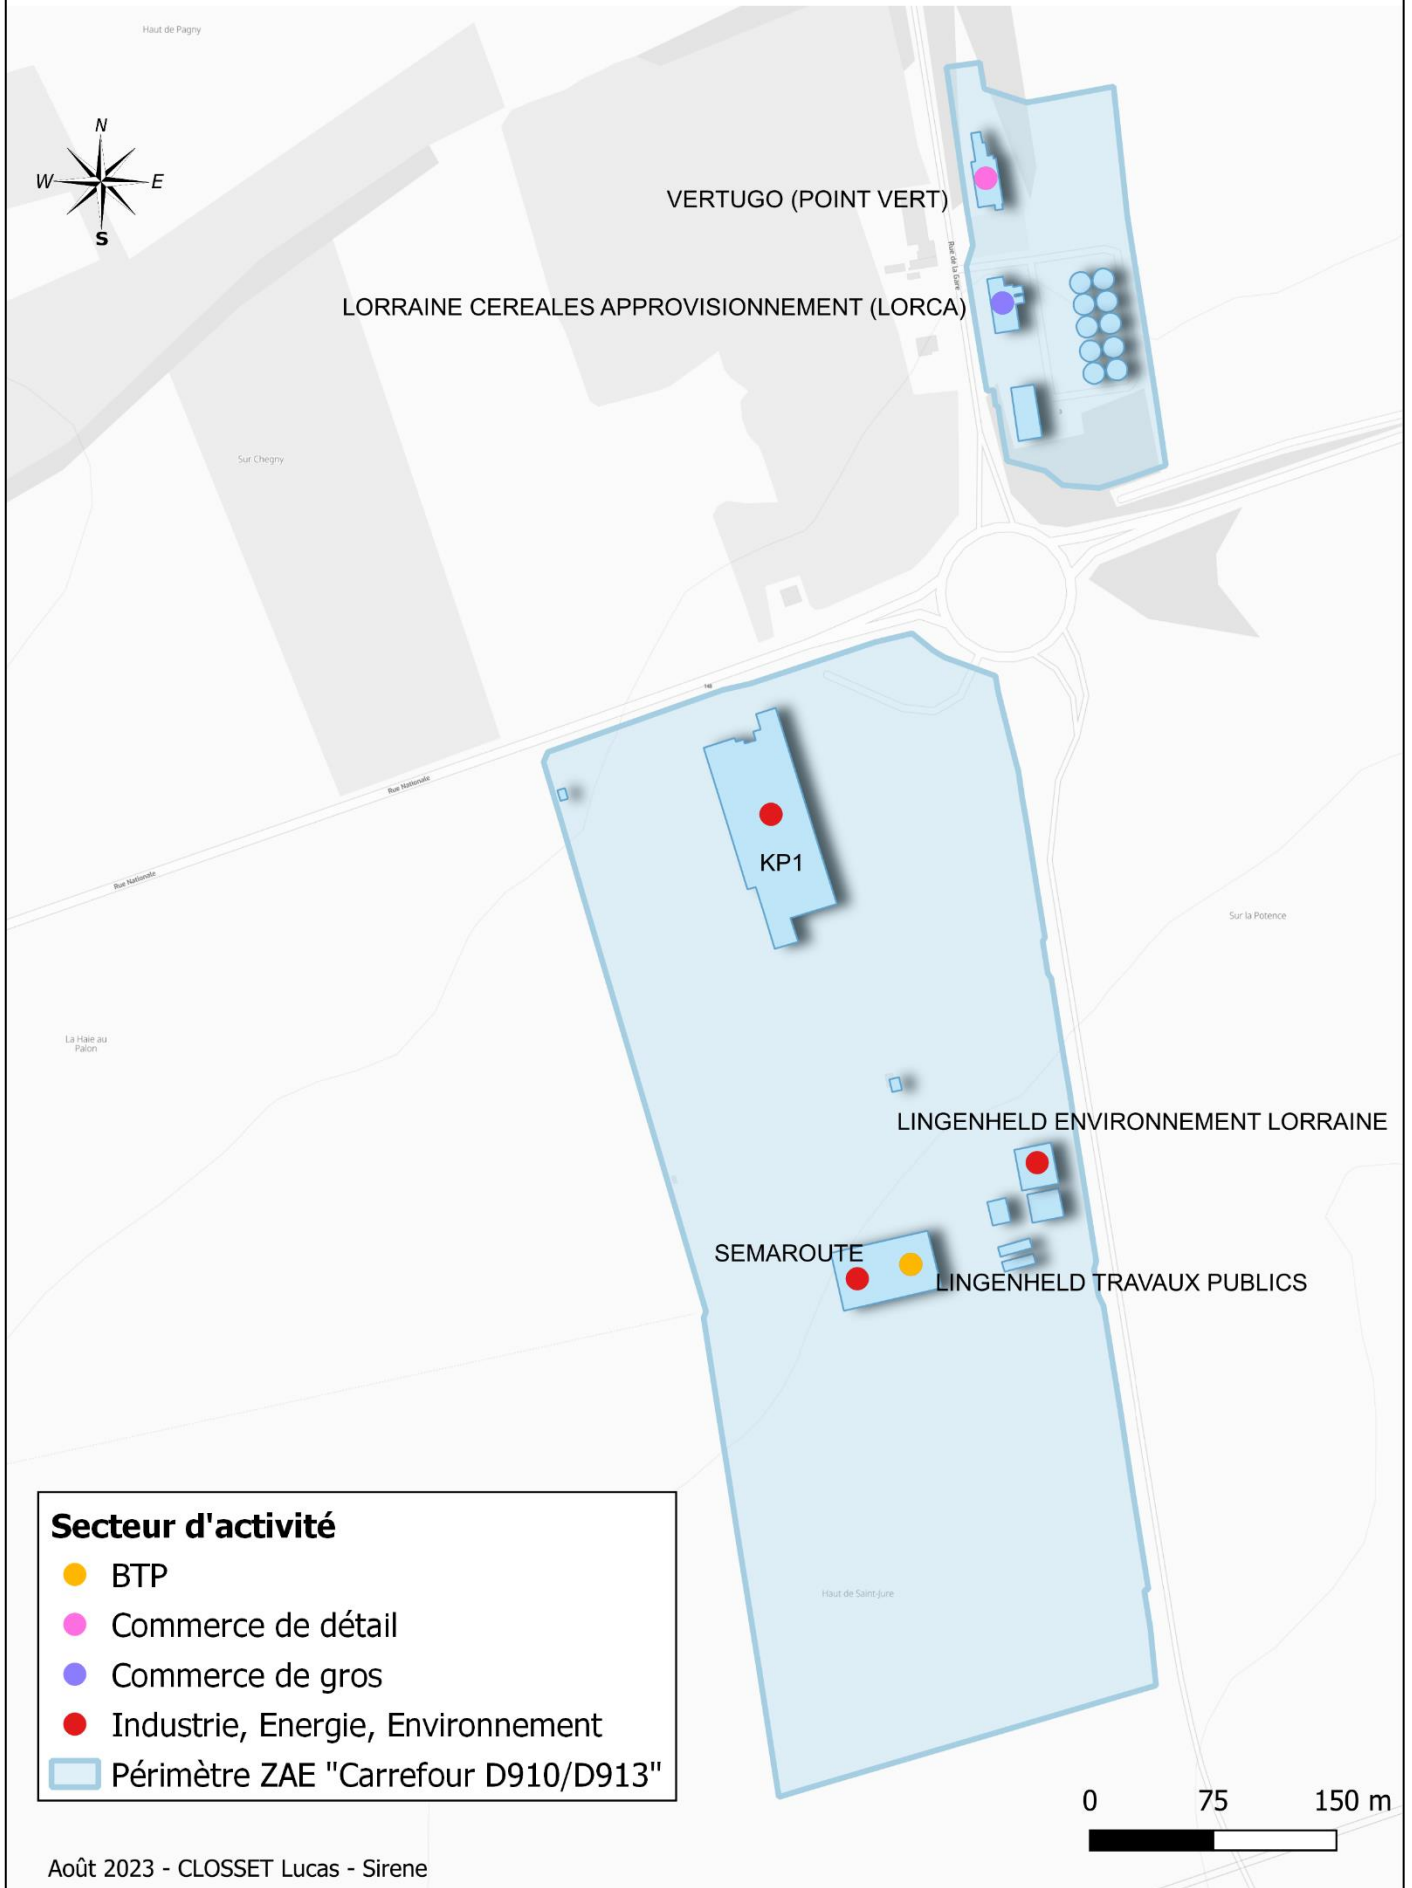 Haut de Pagny
N
W
E
S
VERTUGO (POINT VERT)
Rue de la Gare
LORRAINE CEREALES APPROVISIONNEMENT (LORCA)
Sur Chegny
148
Rue Nationale
KP1
Rue Nationale
Sur la Potence
La Haie au
Palon
LINGENHELD ENVIRONNEMENT LORRAINE
SEMAROUTE
LINGENHELD TRAVAUX PUBLICS
Haut de Saint-Jure
Secteur d'activité
BTP
Commerce de détail
Commerce de gros
Industrie, Energie, Environnement
Périmètre ZAE "Carrefour D910/D913"
0 75 150 m
Août 2023 - CLOSSET Lucas - Sirene